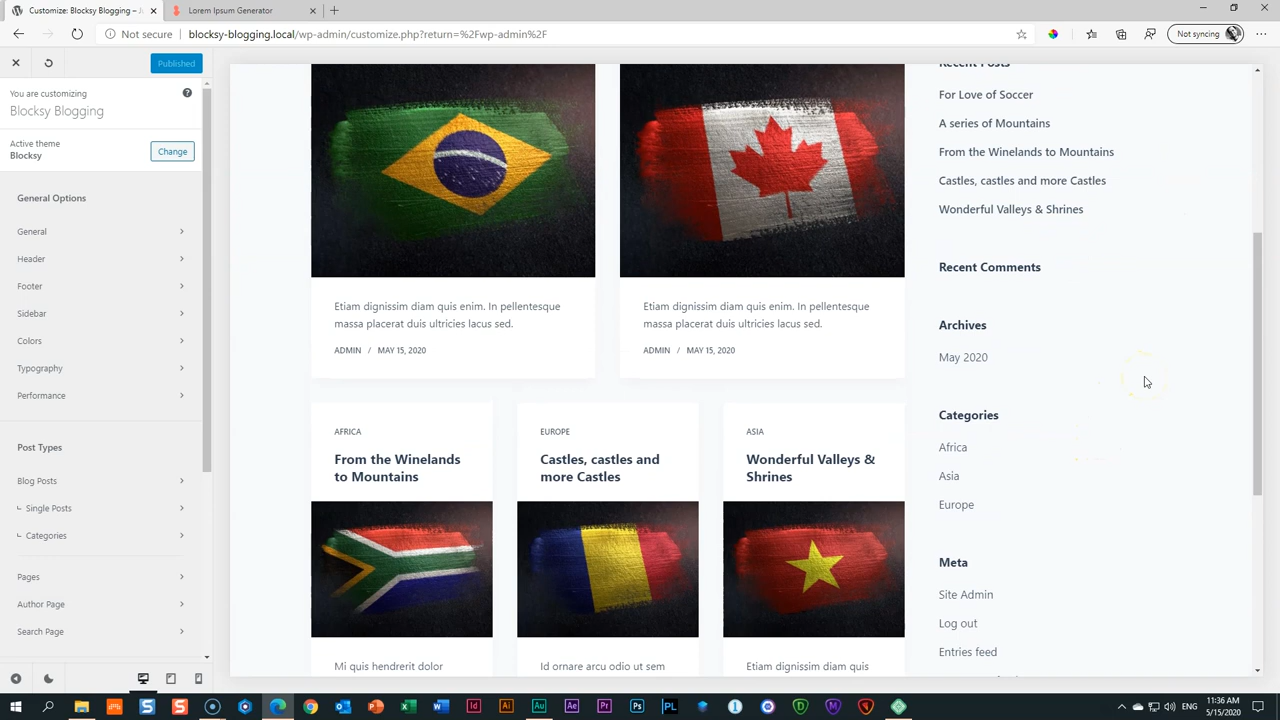 Customize: Blocksy Blogging – Ju
Lorem Ipsum Generator
Not secure
blocksy-blogging.local/wp-admin/customize.php?return=%2Fwp-admin%2F
Not syncing
Published
You are customizing
Blocksy Blogging
Active theme
Blocksy
Change
General Options
General
Header
Footer
Sidebar
Colors
Typography
Performance
Post Types
Blog Posts
Single Posts
Categories
Pages
Author Page
Search Page
Etiam dignissim diam quis enim. In pellentesque
massa placerat duis ultricies lacus sed.
ADMIN / MAY 15, 2020
Etiam dignissim diam quis enim. In pellentesque
massa placerat duis ultricies lacus sed.
ADMIN / MAY 15, 2020
AFRICA
From the Winelands
to Mountains
Mi quis hendrerit dolor
EUROPE
Castles, castles and
more Castles
Id ornare arcu odio ut sem
ASIA
Wonderful Valleys &
Shrines
Etiam dignissim diam quis
Recent Posts
For Love of Soccer
A series of Mountains
From the Winelands to Mountains
Castles, castles and more Castles
Wonderful Valleys & Shrines
Recent Comments
Archives
May 2020
Categories
Africa
Asia
Europe
Meta
Site Admin
Log out
Entries feed
ENG
11:36 AM
5/15/2020